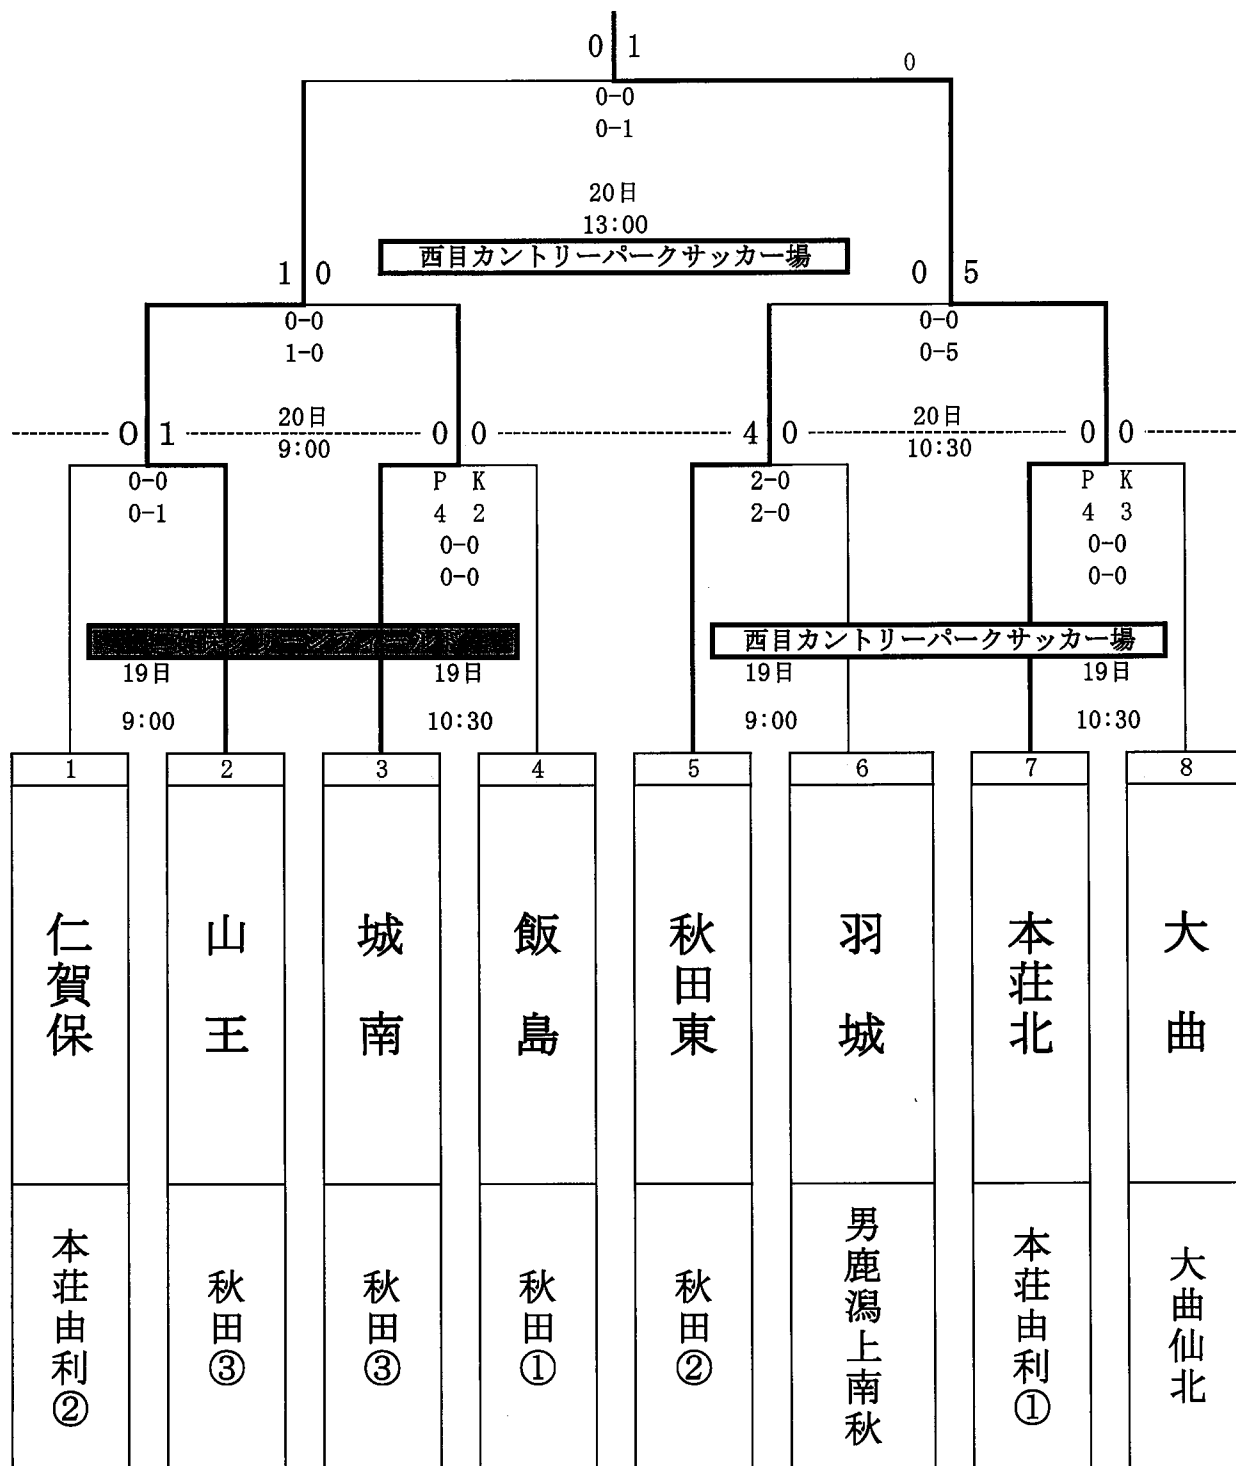 0 1
0
0-0
0-1
20日
13:00
西目カントリーパークサッカー場
1 0
0 5
0-0
1-0
0-0
0-5
0 1
20日
9:00
0 0
4 0
20日
10:30
0 0
0-0
0-1
P K
4 2
0-0
0-0
2-0
2-0
P K
4 3
0-0
0-0
西目カントリーパークサッカー場
19日
9:00
19日
10:30
19日
9:00
19日
10:30
1
2
3
4
5
6
7
8
仁賀保
山王
城南
飯島
秋田東
羽城
本荘北
大曲
本荘由利②
秋田③
秋田③
秋田①
秋田②
男鹿潟上南秋
本荘由利①
大曲仙北